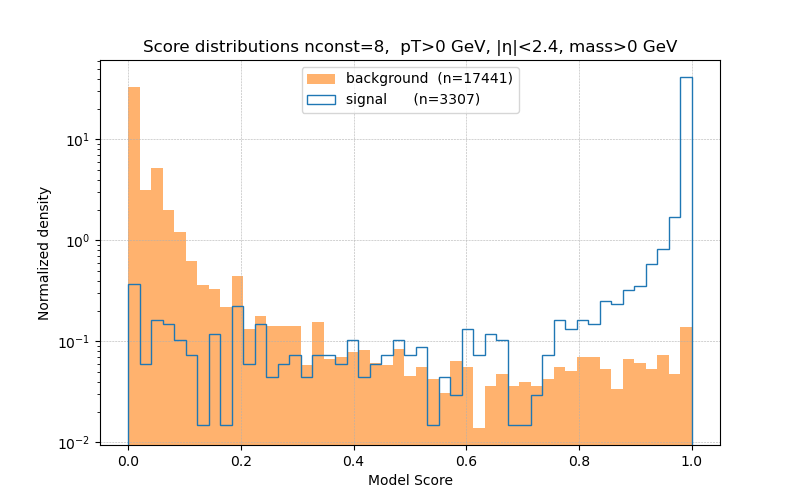 Score distributions nconst=8,  pT>0 GeV, |η|<2.4, mass>0 GeV
background  (n=17441)
signal      (n=3307)
Normalized density
10¹
10⁰
10⁻¹
10⁻²
0.0 0.2 0.4 0.6 0.8 1.0
Model Score